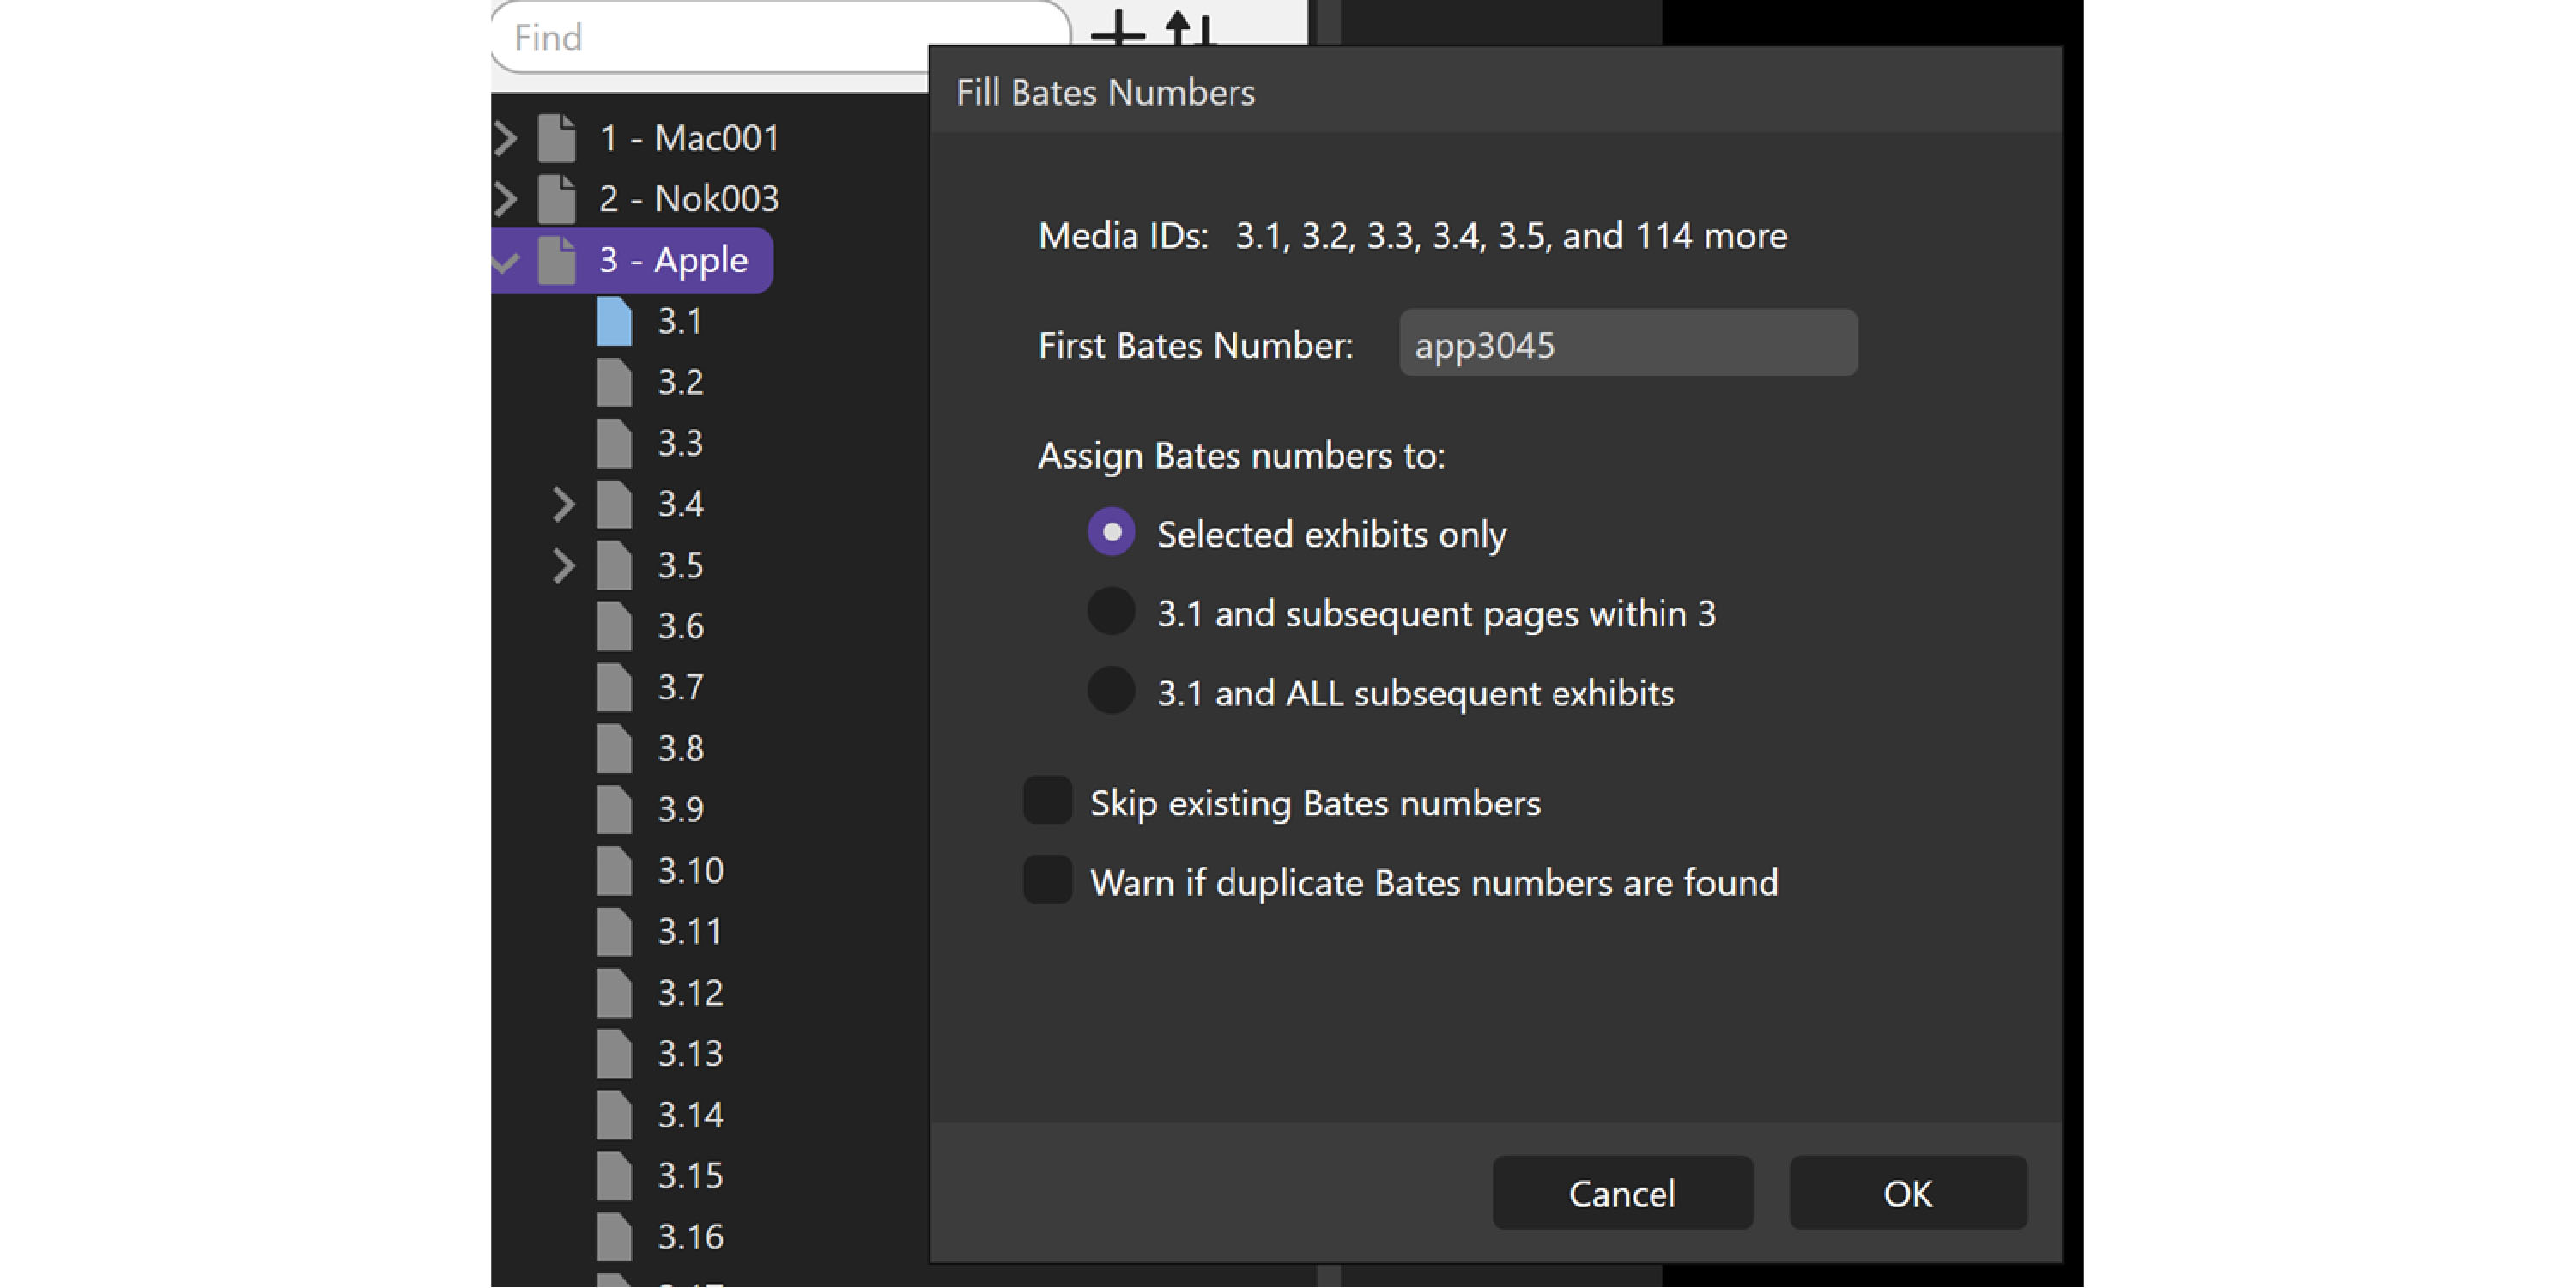 Find
1 - Mac001
2 - Nok003
3 - Apple
3.1
3.2
3.3
3.4
3.5
3.6
3.7
3.8
3.9
3.10
3.11
3.12
3.13
3.14
3.15
3.16
Fill Bates Numbers
Media IDs: 3.1, 3.2, 3.3, 3.4, 3.5, and 114 more
First Bates Number: app3045
Assign Bates numbers to:
Selected exhibits only
3.1 and subsequent pages within 3
3.1 and ALL subsequent exhibits
Skip existing Bates numbers
Warn if duplicate Bates numbers are found
Cancel OK